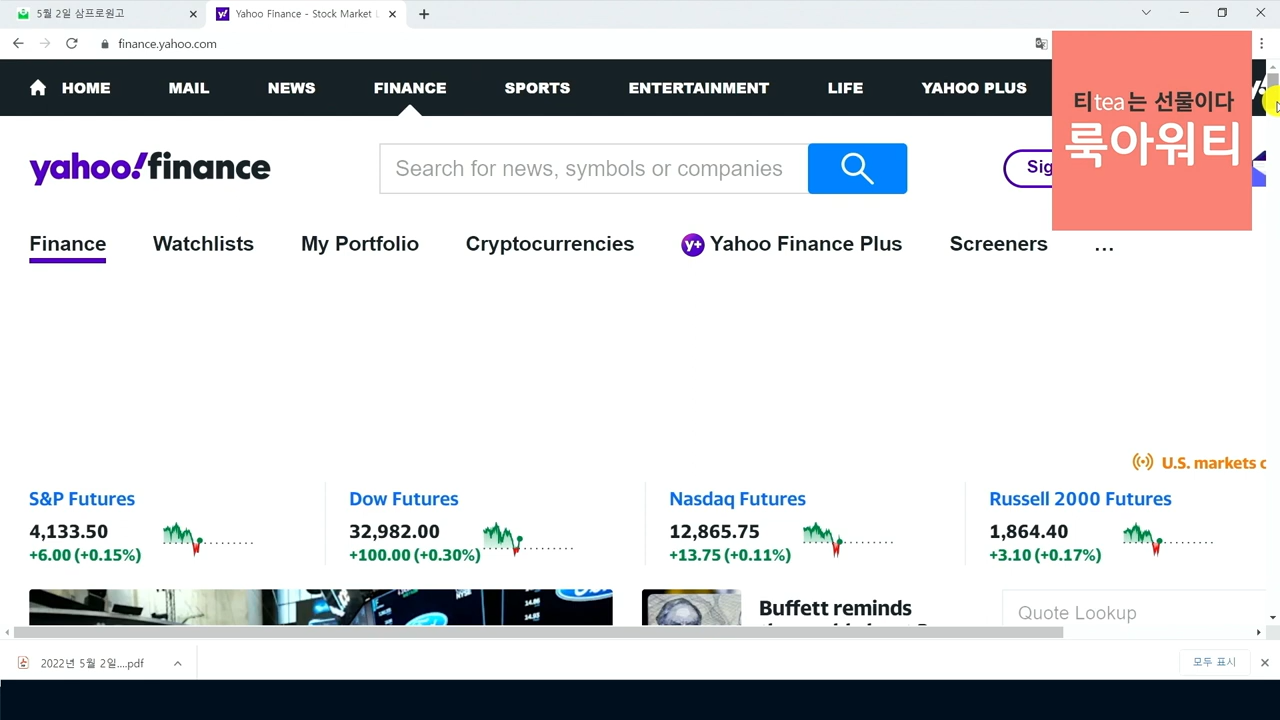 5월 2일 삼프로원고
Yahoo Finance - Stock Market
finance.yahoo.com
HOME MAIL NEWS FINANCE SPORTS ENTERTAINMENT LIFE YAHOO PLUS
티tea는 선물이다
룩아워티
yahoo!finance
Search for news, symbols or companies
Sig
Finance Watchlists My Portfolio Cryptocurrencies y+ Yahoo Finance Plus Screeners ...
U.S. markets c
S&P Futures
4,133.50
+6.00 (+0.15%)
Dow Futures
32,982.00
+100.00 (+0.30%)
Nasdaq Futures
12,865.75
+13.75 (+0.11%)
Russell 2000 Futures
1,864.40
+3.10 (+0.17%)
Buffett reminds
Quote Lookup
2022년 5월 2일....pdf
모두 표시